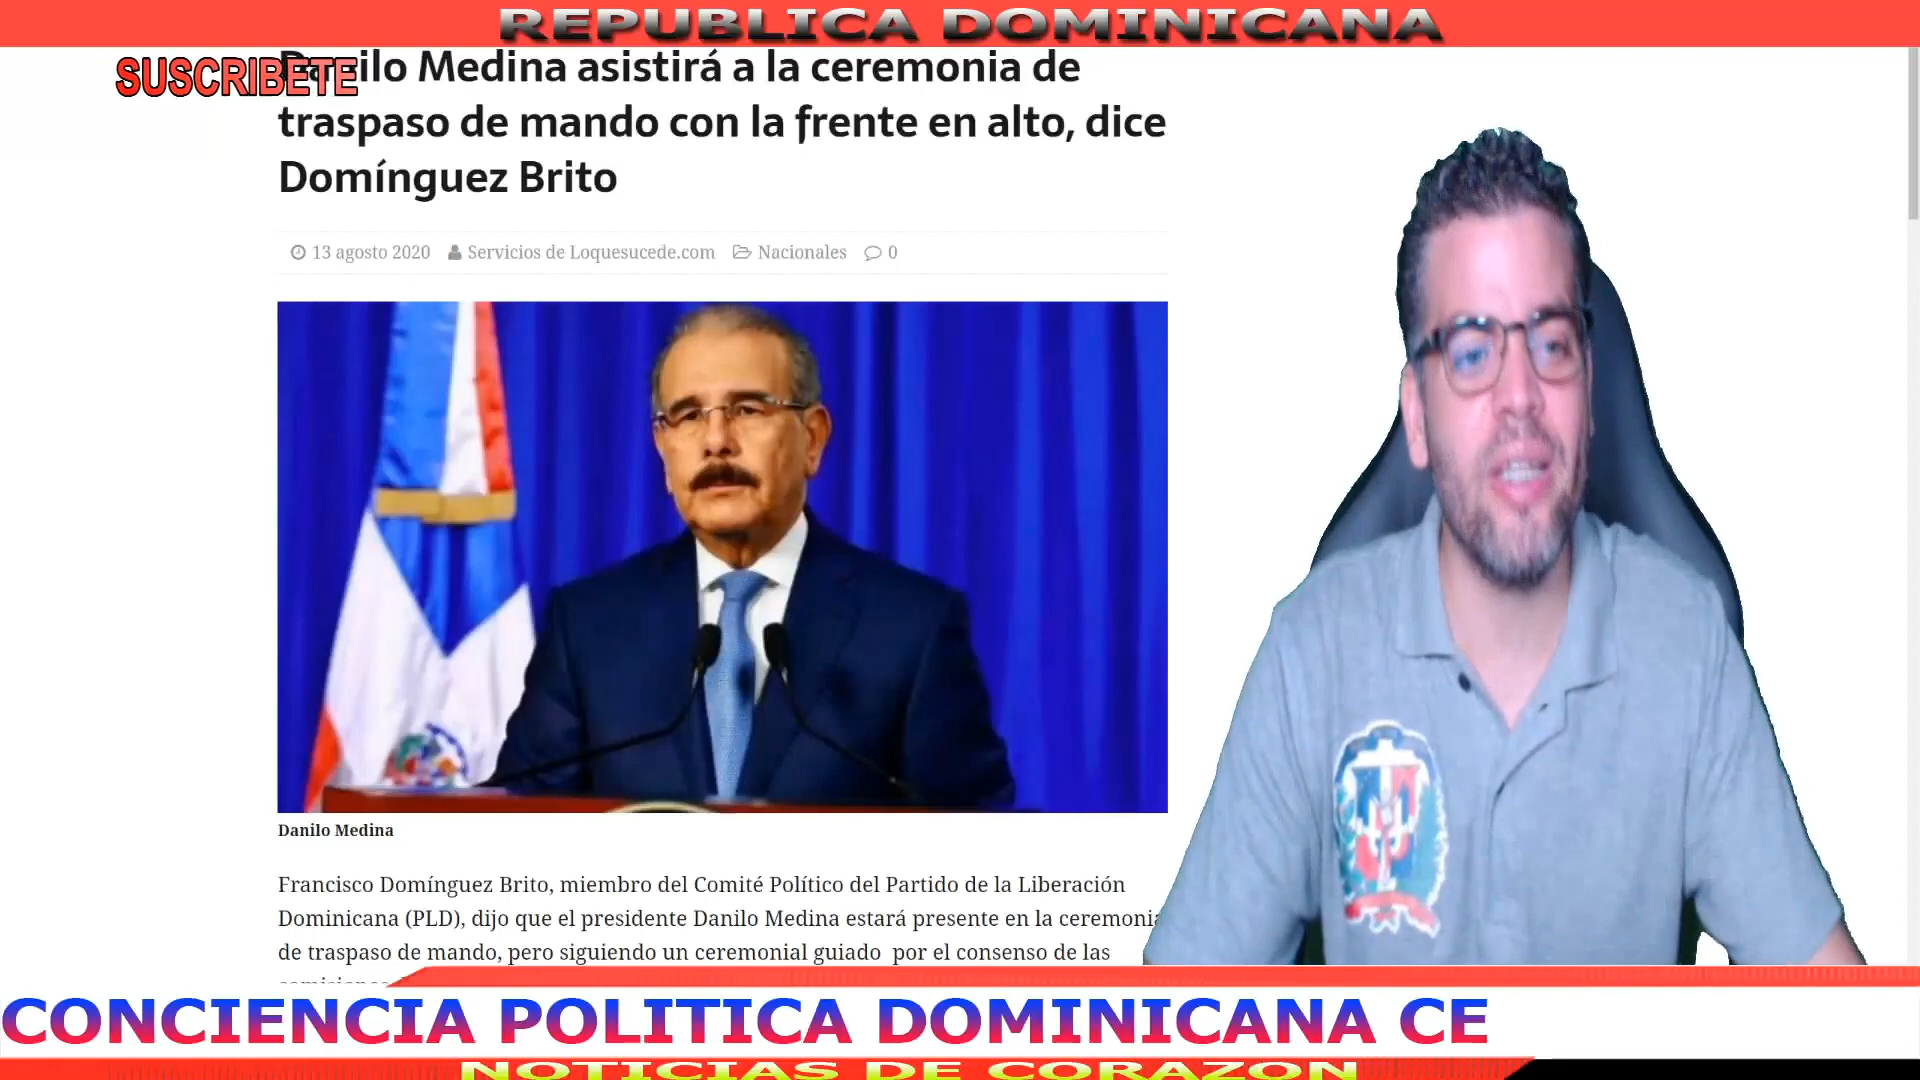 REPUBLICA DOMINICANA
SUSCRIBETE
Danilo Medina asistirá a la ceremonia de
traspaso de mando con la frente en alto, dice
Domínguez Brito
13 agosto 2020 Servicios de Loquesucede.com Nacionales 0
Danilo Medina
Francisco Domínguez Brito, miembro del Comité Político del Partido de la Liberación
Dominicana (PLD), dijo que el presidente Danilo Medina estará presente en la ceremonia
de traspaso de mando, pero siguiendo un ceremonial guiado por el consenso de las
CONCIENCIA POLITICA DOMINICANA CE
NOTICIAS DE CORAZON